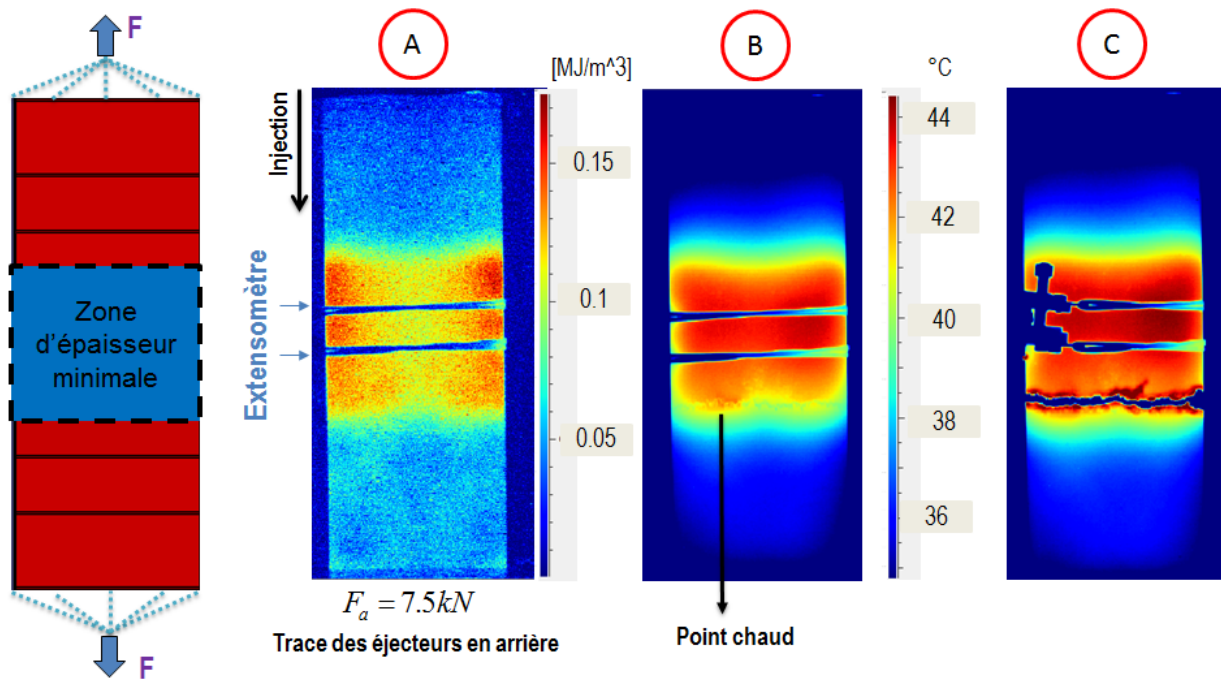 F
Zone
d'épaisseur
minimale
F
A
[MJ/m^3]
Injection
Extensomètre
0.15
0.1
0.05
F_a = 7.5kN
Trace des éjecteurs en arrière
B
Point chaud
°C
44
42
40
38
36
C